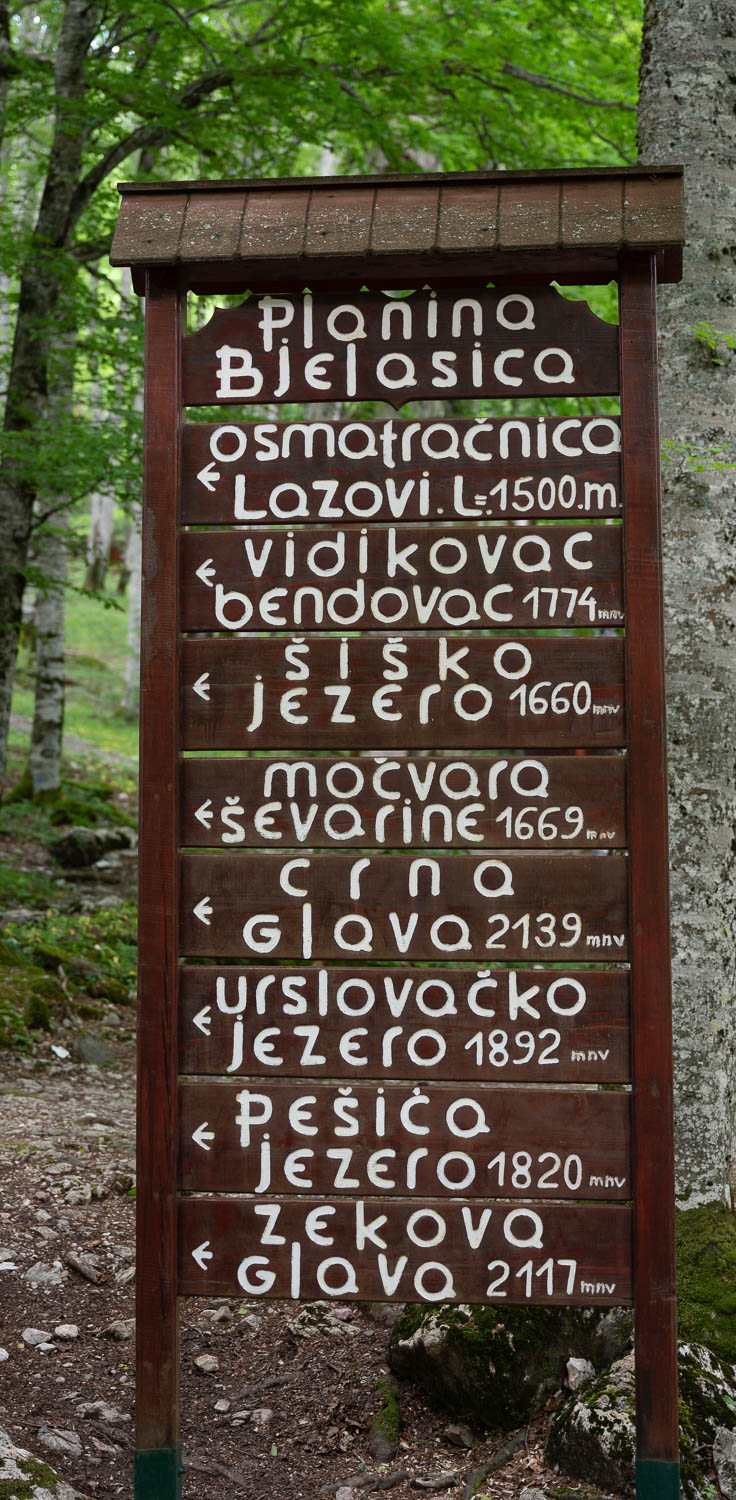 Planina
Bjelasica
osmatračnica
Lazovi. L=1500.m
vidikovac
bendovac 1774 mnv
šiško
jezero 1660 mnv
močvara
ševarine 1669 mnv
crna
glava 2139 mnv
urslovačko
jezero 1892 mnv
pešića
jezero 1820 mnv
zekova
glava 2117 mnv